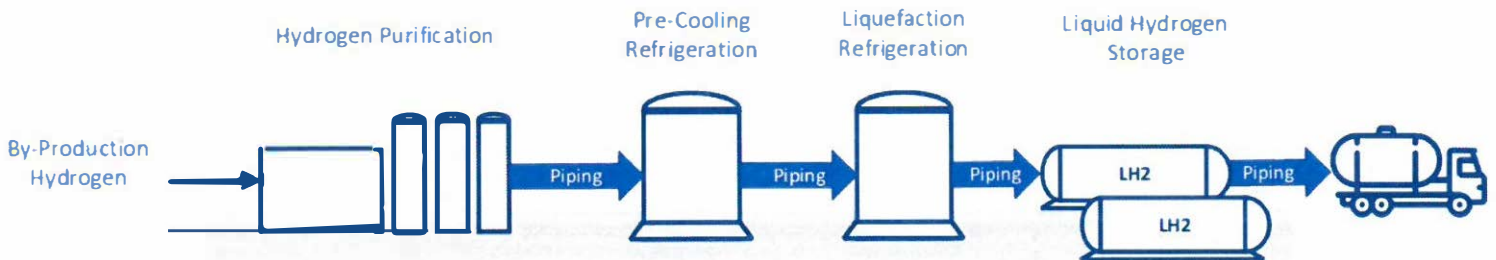 Hydrogen Purification
Pre-Cooling
Refrigeration
Liquefaction
Refrigeration
Liquid Hydrogen
Storage
By-Production
Hydrogen
Piping
Piping
Piping
LH2
Piping
LH2